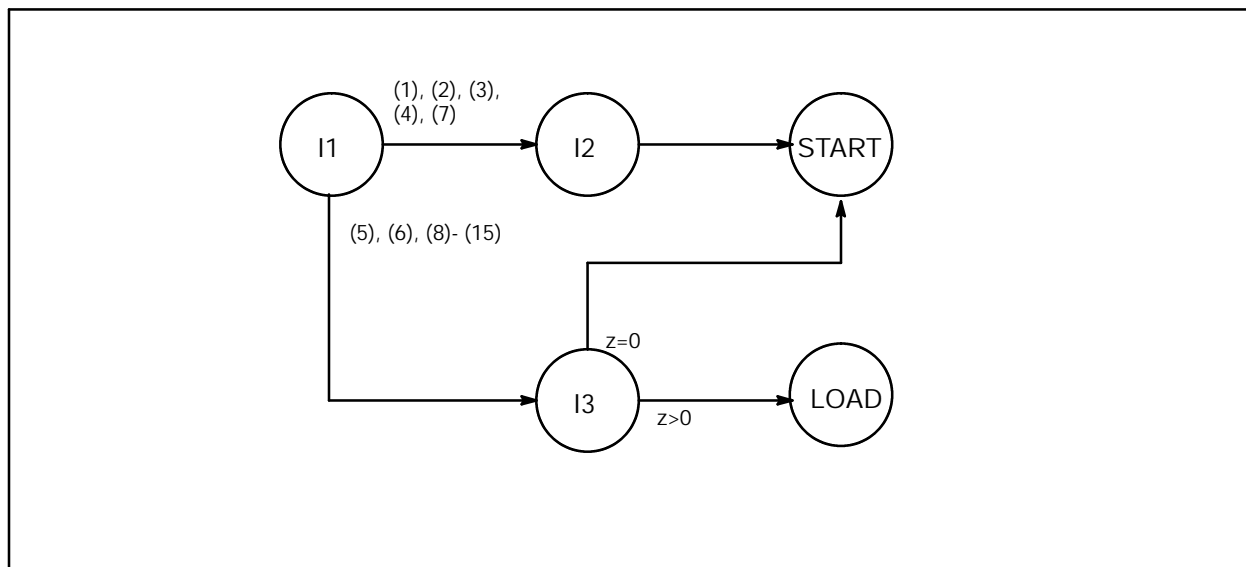 (1), (2), (3),
(4), (7)
I1
I2
START
(5), (6), (8)- (15)
z=0
I3
LOAD
z>0